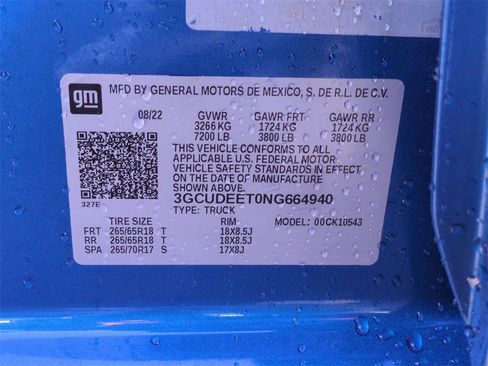 gm
MFD BY GENERAL MOTORS DE MEXICO, S. DE R.L. DE C.V.
08/22 GVWR GAWR FRT GAWR RR
3266 KG 1724 KG 1724 KG
7200 LB 3800 LB 3800 LB
THIS VEHICLE CONFORMS TO ALL
APPLICABLE U.S. FEDERAL MOTOR
VEHICLE SAFETY STANDARDS IN
EFFECT ON THE DATE OF MANUFACTURE
SHOWN ABOVE.
3GCUDEET0NG664940
327E TYPE: TRUCK
TIRE SIZE RIM MODEL: 00CK10543
FRT 265/65R18 T 18X8.5J
RR 265/65R18 T 18X8.5J
SPA 265/70R17 S 17X8J